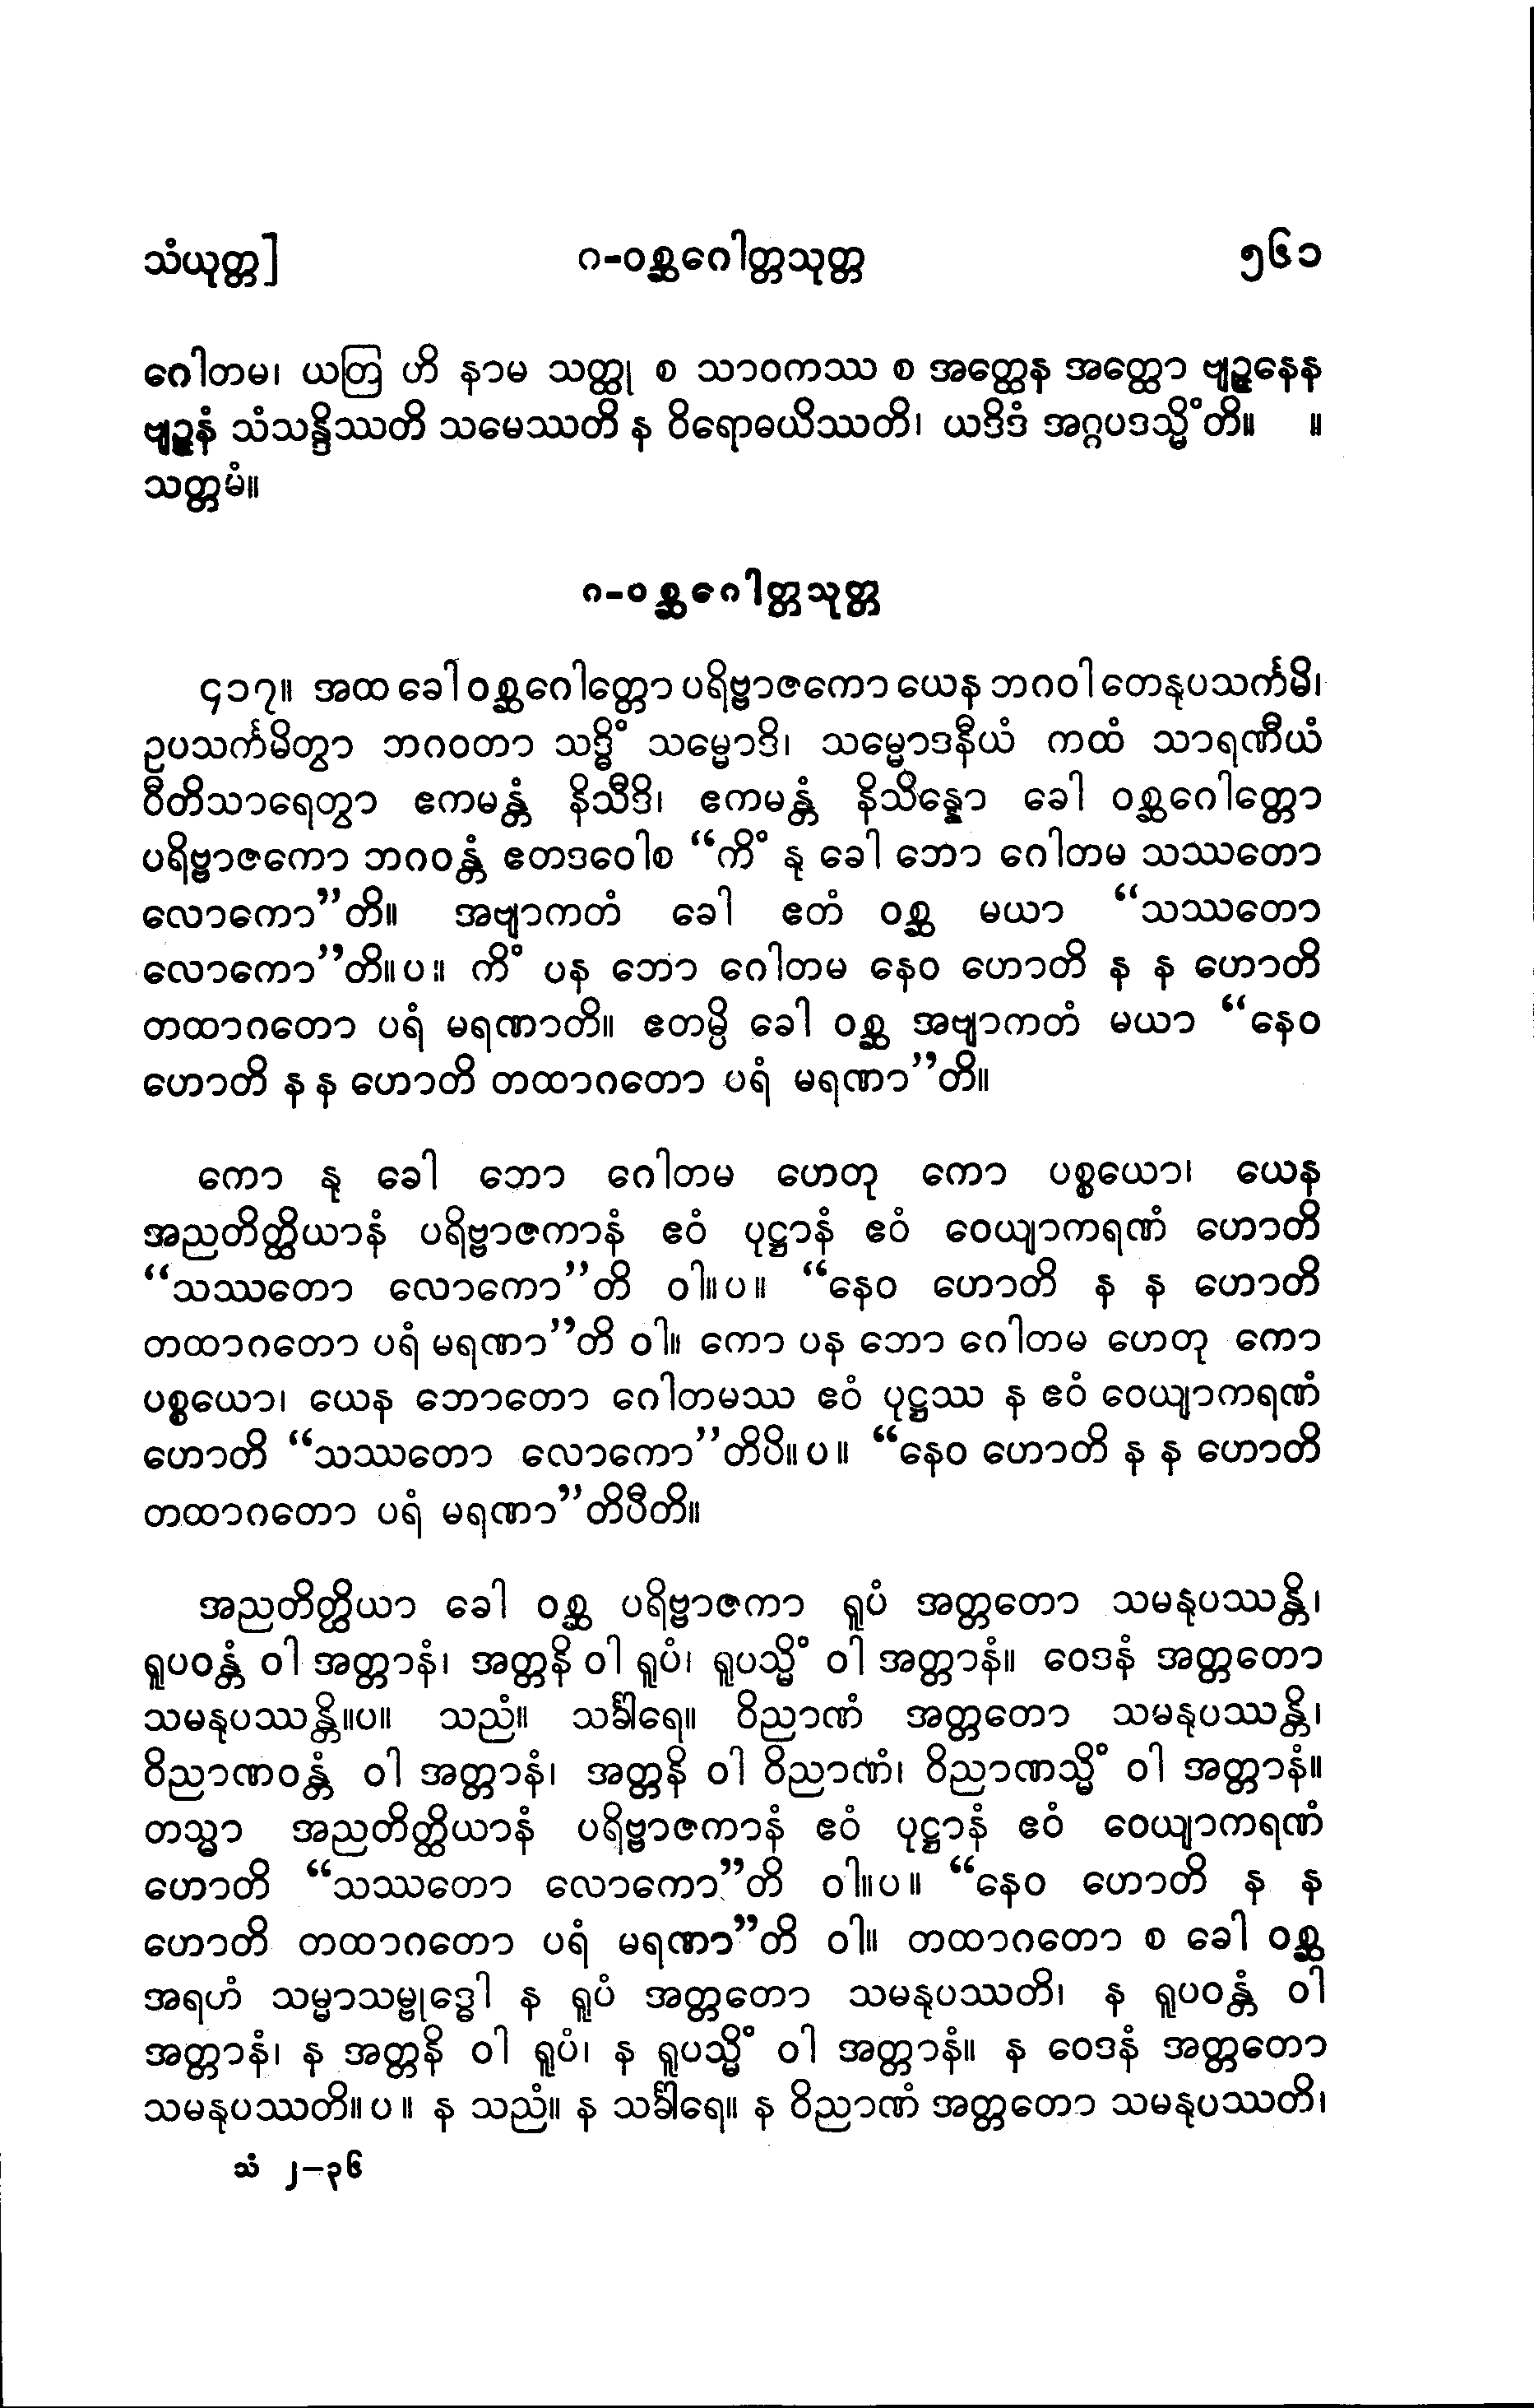 သံယုတ္တ] ဂ-ဝစ္ဆဂေါတ္တသုတ္တ ၅၆၁
ဂေါတမ၊ ယတြ ဟိ နာမ သတ္ထု စ သာဝကဿ စ အတ္ထေန အတ္ထော ဗျဉ္ဇနေန
ဗျဉ္ဇနံ သံသန္ဒိဿတိ သမေဿတိ န ဝိရောဓယိဿတိ၊ ယဒိဒံ အဂ္ဂပဒသ္မိံ တိ။ ။
သတ္တမံ။
ဂ-ဝစ္ဆဂေါတ္တသုတ္တ
၄၁၇။ အထ ခေါ ဝစ္ဆဂေါတ္တော ပရိဗ္ဗာဇကော ယေန ဘဂဝါ တေနုပသင်္ကမိ၊
ဥပသင်္ကမိတွာ ဘဂဝတာ သဒ္ဓိံ သမ္မောဒိ၊ သမ္မောဒနီယံ ကထံ သာရဏီယံ
ဝီတိသာရေတွာ ဧကမန္တံ နိသီဒိ၊ ဧကမန္တံ နိသိန္နော ခေါ ဝစ္ဆဂေါတ္တော
ပရိဗ္ဗာဇကော ဘဂဝန္တံ ဧတဒဝေါစ “ကိံ နု ခေါ ဘော ဂေါတမ သဿတော
လောကော”တိ။ အဗျာကတံ ခေါ ဧတံ ဝစ္ဆ မယာ “သဿတော
လောကော”တိ။ပ။ ကိံ ပန ဘော ဂေါတမ နေဝ ဟောတိ န န ဟောတိ
တထာဂတော ပရံ မရဏာတိ။ ဧတမ္ပိ ခေါ ဝစ္ဆ အဗျာကတံ မယာ “နေဝ
ဟောတိ န န ဟောတိ တထာဂတော ပရံ မရဏာ”တိ။
ကော နု ခေါ ဘော ဂေါတမ ဟေတု ကော ပစ္စယော၊ ယေန
အညတိတ္ထိယာနံ ပရိဗ္ဗာဇကာနံ ဧဝံ ပုဋ္ဌာနံ ဧဝံ ဝေယျာကရဏံ ဟောတိ
“သဿတော လောကော”တိ ဝါ။ပ။ “နေဝ ဟောတိ န န ဟောတိ
တထာဂတော ပရံ မရဏာ”တိ ဝါ။ ကော ပန ဘော ဂေါတမ ဟေတု ကော
ပစ္စယော၊ ယေန ဘောတော ဂေါတမဿ ဧဝံ ပုဋ္ဌဿ န ဧဝံ ဝေယျာကရဏံ
ဟောတိ “သဿတော လောကော”တိပိ။ပ။ “နေဝ ဟောတိ န န ဟောတိ
တထာဂတော ပရံ မရဏာ”တိပီတိ။
အညတိတ္ထိယာ ခေါ ဝစ္ဆ ပရိဗ္ဗာဇကာ ရူပံ အတ္တတော သမနုပဿန္တိ၊
ရူပဝန္တံ ဝါ အတ္တာနံ၊ အတ္တနိ ဝါ ရူပံ၊ ရူပသ္မိံ ဝါ အတ္တာနံ။ ဝေဒနံ အတ္တတော
သမနုပဿန္တိ။ပ။ သညံ။ သင်္ခါရေ။ ဝိညာဏံ အတ္တတော သမနုပဿန္တိ၊
ဝိညာဏဝန္တံ ဝါ အတ္တာနံ၊ အတ္တနိ ဝါ ဝိညာဏံ၊ ဝိညာဏသ္မိံ ဝါ အတ္တာနံ။
တသ္မာ အညတိတ္ထိယာနံ ပရိဗ္ဗာဇကာနံ ဧဝံ ပုဋ္ဌာနံ ဧဝံ ဝေယျာကရဏံ
ဟောတိ “သဿတော လောကော”တိ ဝါ။ပ။ “နေဝ ဟောတိ န န
ဟောတိ တထာဂတော ပရံ မရဏာ”တိ ဝါ။ တထာဂတော စ ခေါ ဝစ္ဆ
အရဟံ သမ္မာသမ္ဗုဒ္ဓေါ န ရူပံ အတ္တတော သမနုပဿတိ၊ န ရူပဝန္တံ ဝါ
အတ္တာနံ၊ န အတ္တနိ ဝါ ရူပံ၊ န ရူပသ္မိံ ဝါ အတ္တာနံ။ န ဝေဒနံ အတ္တတော
သမနုပဿတိ။ပ။ န သညံ။ န သင်္ခါရေ။ န ဝိညာဏံ အတ္တတော သမနုပဿတိ၊
သံ ၂-၃၆